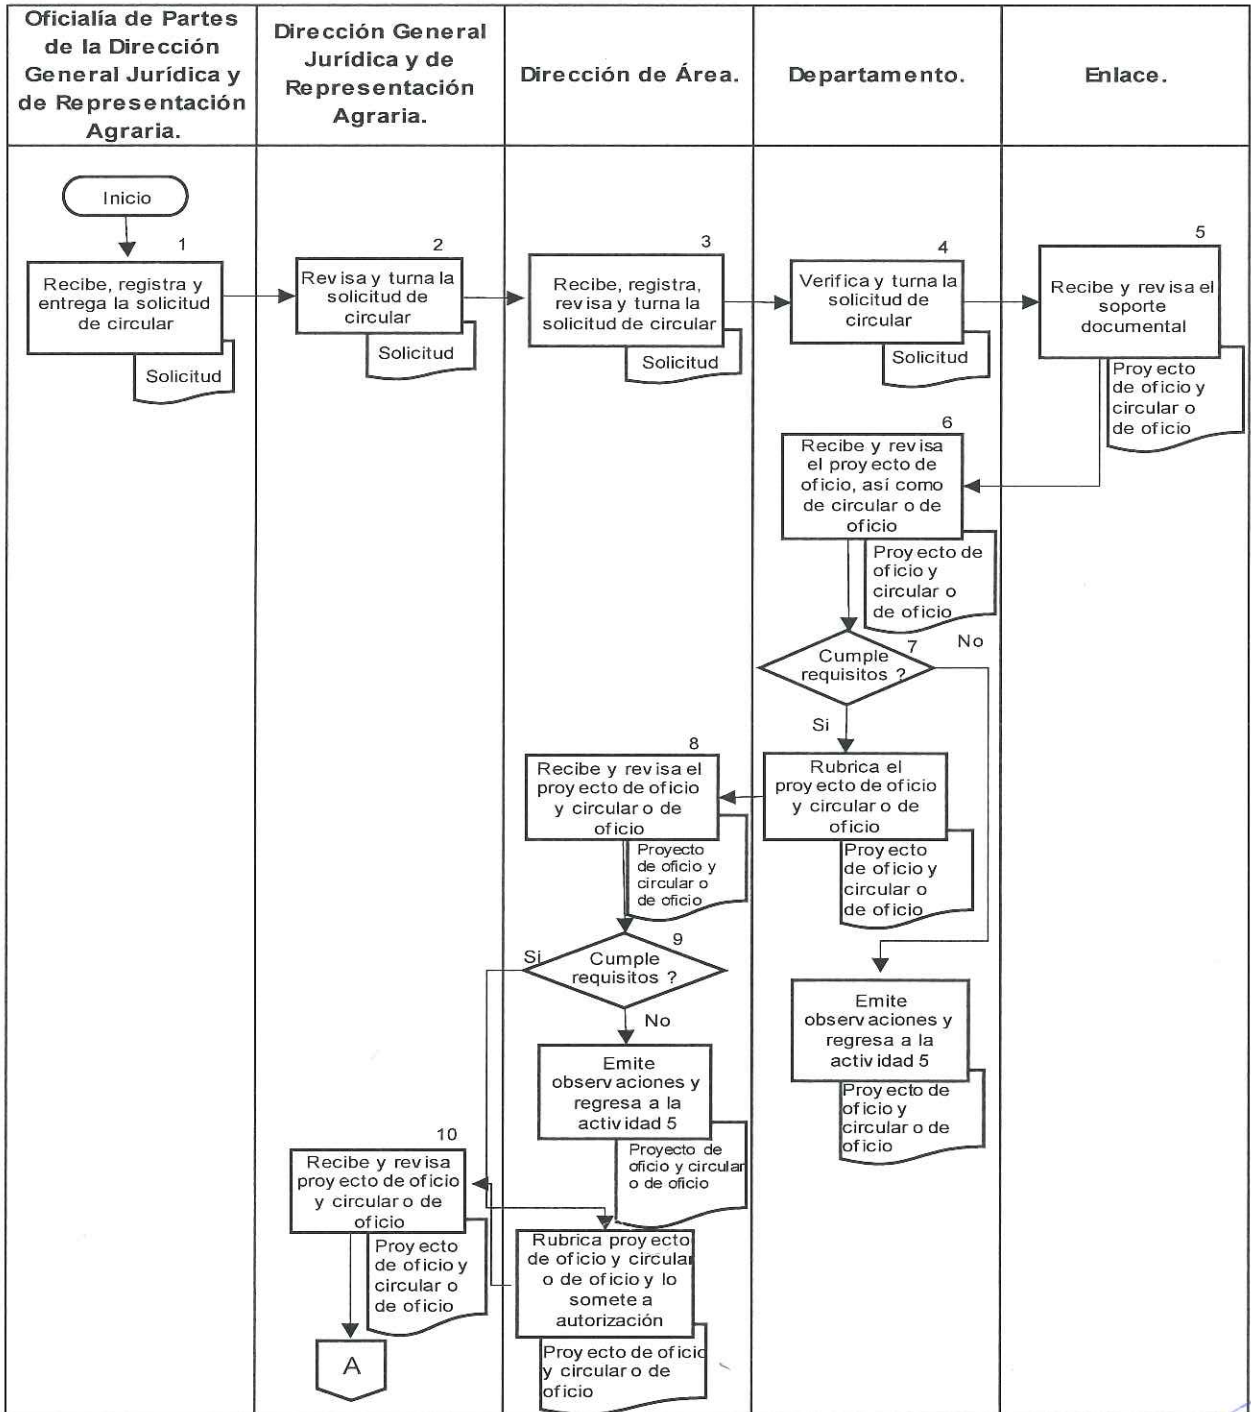 Oficialía de Partes
de la Dirección
General Jurídica y
de Representación
Agraria.
Dirección General
Jurídica y de
Representación
Agraria.
Dirección de Área.
Departamento.
Enlace.
Inicio
1
Recibe, registra y
entrega la solicitud
de circular
Solicitud
2
Revisa y turna la
solicitud de
circular
Solicitud
3
Recibe, registra,
revisa y turna la
solicitud de circular
Solicitud
4
Verifica y turna la
solicitud de
circular
Solicitud
5
Recibe y revisa el
soporte
documental
Proyecto
de oficio y
circular o
de oficio
6
Recibe y revisa
el proyecto de
oficio, así como
de circular o de
oficio
Proyecto de
oficio y
circular o
de oficio
7
Cumple
requisitos ?
No
Si
Rubrica el
proyecto de oficio
y circular o de
oficio
Proyecto
de oficio y
circular o
de oficio
8
Recibe y revisa el
proyecto de oficio
y circular o de
oficio
Proyecto
de oficio y
circular o
de oficio
9
Cumple
requisitos ?
Si
No
Emite
observaciones y
regresa a la
actividad 5
Proyecto de
oficio y circular
o de oficio
Emite
observaciones y
regresa a la
actividad 5
Proyecto de
oficio y
circular o de
oficio
Rubrica proyecto
de oficio y circular
o de oficio y lo
somete a
autorización
Proyecto de oficio
y circular o de
oficio
10
Recibe y revisa
proyecto de oficio
y circular o de
oficio
Proyecto
de oficio y
circular o
de oficio
A